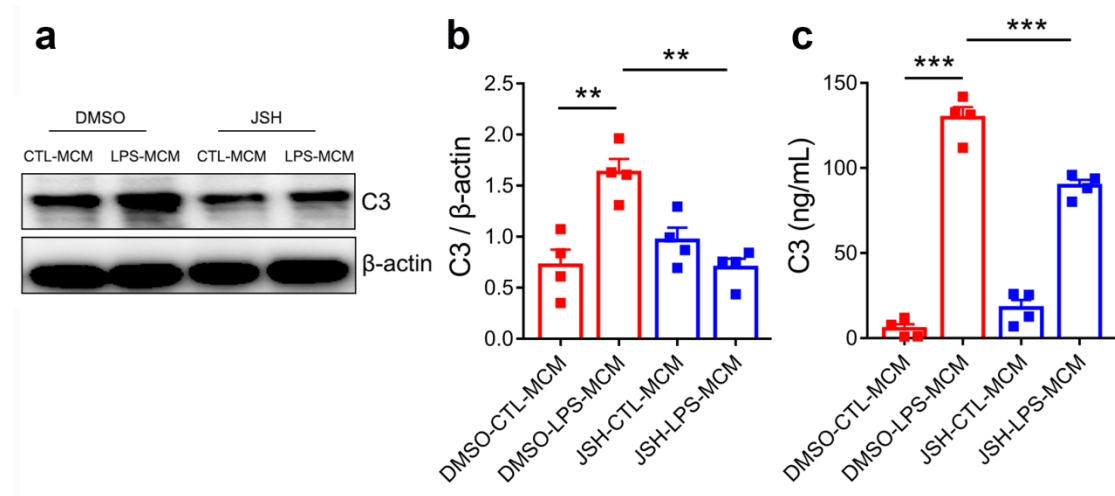 a
DMSO
JSH
CTL-MCM
LPS-MCM
CTL-MCM
LPS-MCM
C3
β-actin
b
C3 / β-actin
2.5
2.0
1.5
1.0
0.5
0.0
**
**
DMSO-CTL-MCM
DMSO-LPS-MCM
JSH-CTL-MCM
JSH-LPS-MCM
c
C3 (ng/mL)
150
100
50
0
***
***
DMSO-CTL-MCM
DMSO-LPS-MCM
JSH-CTL-MCM
JSH-LPS-MCM